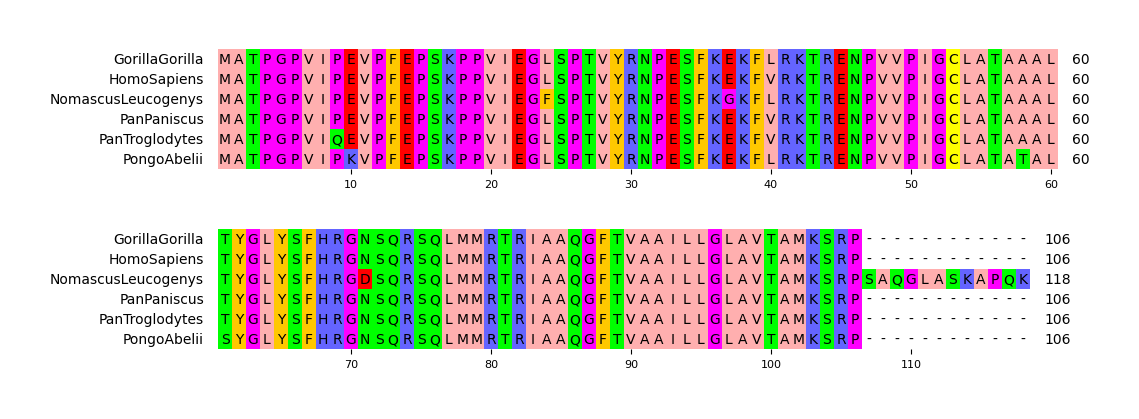 GorillaGorilla MATPGPVIPEVPFEPSKPPVIEGLSPTVYRNPESFKEKFLRKTRENPVVPIGCLATAAAL 60
HomoSapiens MATPGPVIPEVPFEPSKPPVIEGLSPTVYRNPESFKEKFVRKTRENPVVPIGCLATAAAL 60
NomascusLeucogenys MATPGPVIPEVPFEPSKPPVIEGFSPTVYRNPESFKGKFLRKTRENPVVPIGCLATAAAL 60
PanPaniscus MATPGPVIPEVPFEPSKPPVIEGLSPTVYRNPESFKEKFVRKTRENPVVPIGCLATAAAL 60
PanTroglodytes MATPGPVIQEVPFEPSKPPVIEGLSPTVYRNPESFKEKFVRKTRENPVVPIGCLATAAAL 60
PongoAbelii MATPGPVIPKVPFEPSKPPVIEGLSPTVYRNPESFKEKFLRKTRENPVVPIGCLATATAL 60
10 20 30 40 50 60
GorillaGorilla TYGLYSFHRGNSQRSQLMMRTRIAAQGFTVAAILLGLAVTAMKSRP------------ 106
HomoSapiens TYGLYSFHRGNSQRSQLMMRTRIAAQGFTVAAILLGLAVTAMKSRP------------ 106
NomascusLeucogenys TYGLYSFHRGDSQRSQLMMRTRIAAQGFTVAAILLGLAVTAMKSRPSAQGLASKAPQK 118
PanPaniscus TYGLYSFHRGNSQRSQLMMRTRIAAQGFTVAAILLGLAVTAMKSRP------------ 106
PanTroglodytes TYGLYSFHRGNSQRSQLMMRTRIAAQGFTVAAILLGLAVTAMKSRP------------ 106
PongoAbelii SYGLYSFHRGNSQRSQLMMRTRIAAQGFTVAAILLGLAVTAMKSRP------------ 106
70 80 90 100 110